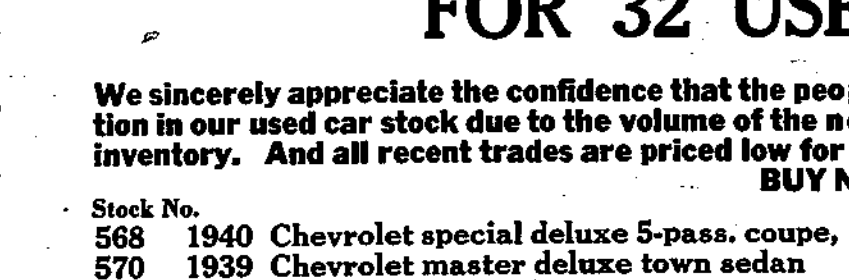 FOR 32
We sincerely appreciate the confidence that the
tion in our used car stock due to the volume of the
inventory. And all recent trades are priced low for
BUY
Stock No.
568 1940 Chevrolet special deluxe 5-pass. coupe,
570 1939 Chevrolet master deluxe town sedan